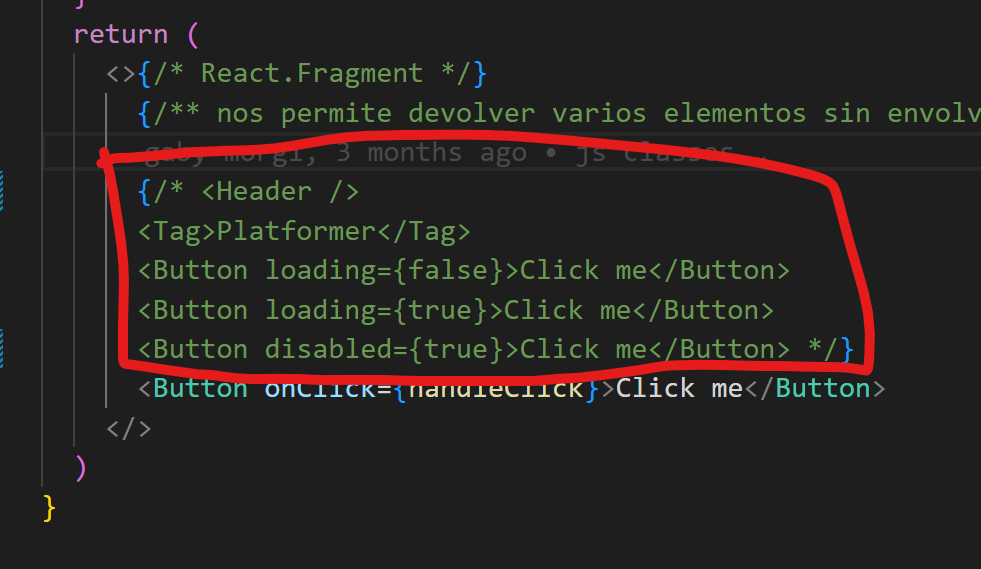 }
return (
<>{/* React.Fragment */}
{/** nos permite devolver varios elementos sin envolv
gaby morgi, 3 months ago • js classes …
{/* <Header />
<Tag>Platformer</Tag>
<Button loading={false}>Click me</Button>
<Button loading={true}>Click me</Button>
<Button disabled={true}>Click me</Button> */}
<Button onClick={handleClick}>Click me</Button>
</>
)
}